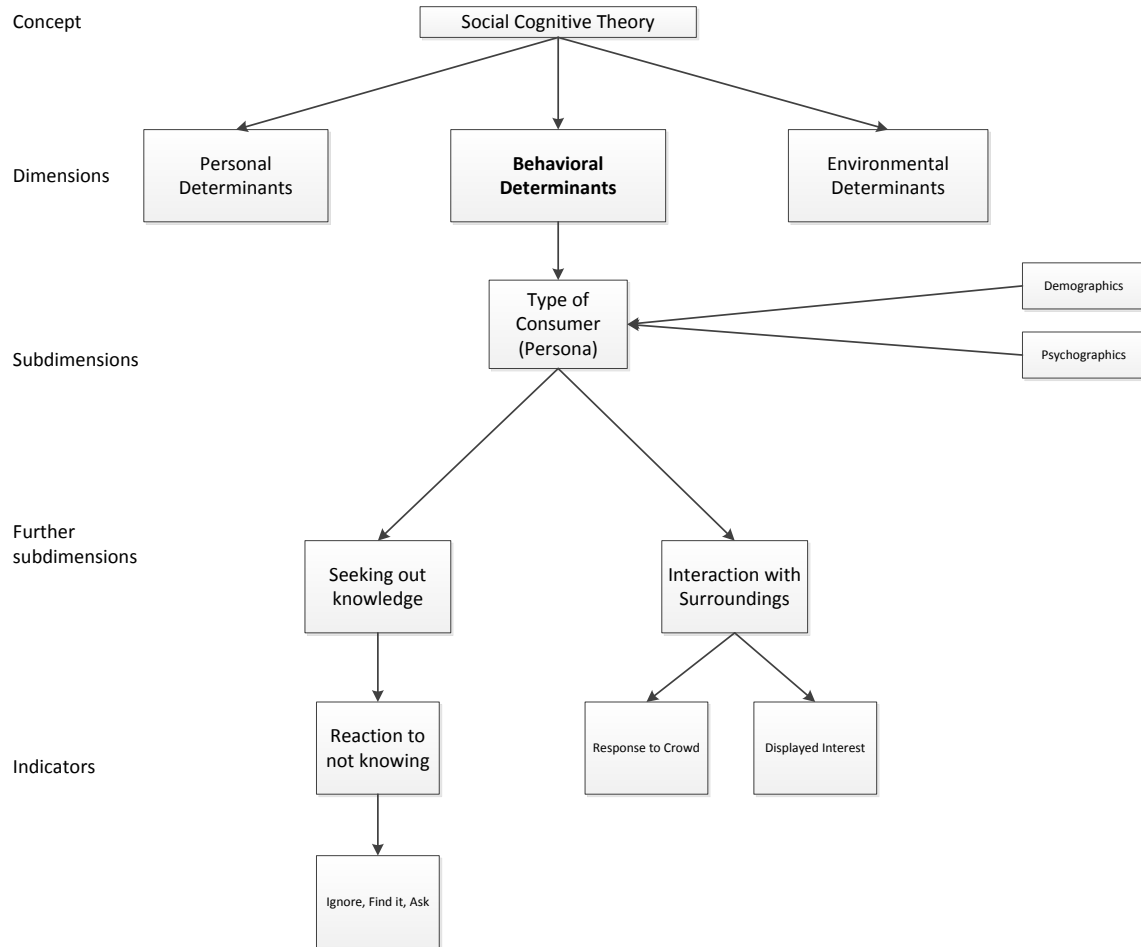 Concept
Social Cognitive Theory
Dimensions
Personal
Determinants
Behavioral
Determinants
Environmental
Determinants
Subdimensions
Type of
Consumer
(Persona)
Demographics
Psychographics
Further
subdimensions
Seeking out
knowledge
Interaction with
Surroundings
Indicators
Reaction to
not knowing
Response to Crowd
Displayed Interest
Ignore, Find it, Ask